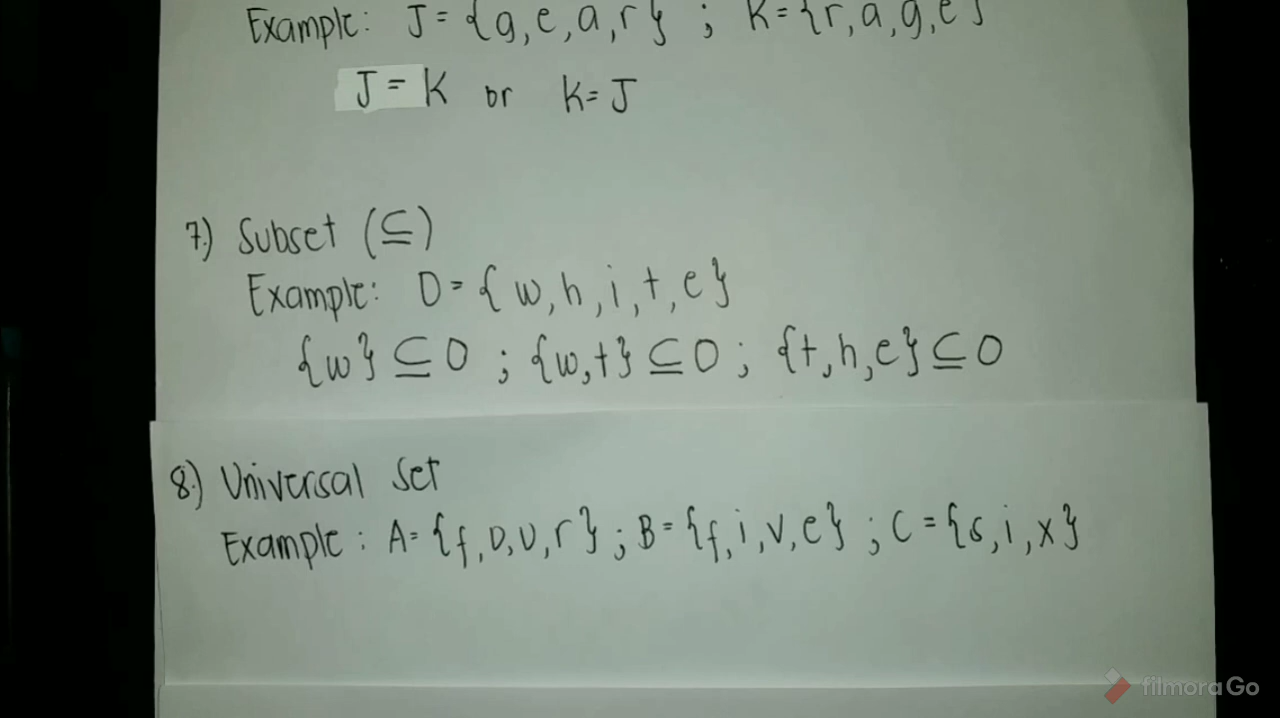 Example: J = {g, e, a, r} ; K = {r, a, g, e}
J = K or K = J
7.) Subset (⊆)
Example: O = {w, h, i, t, e}
{w} ⊆ O ; {w, t} ⊆ O ; {t, h, e} ⊆ O
8.) Universal Set
Example : A = {f, o, u, r} ; B = {f, i, v, e} ; C = {s, i, x}
filmora Go